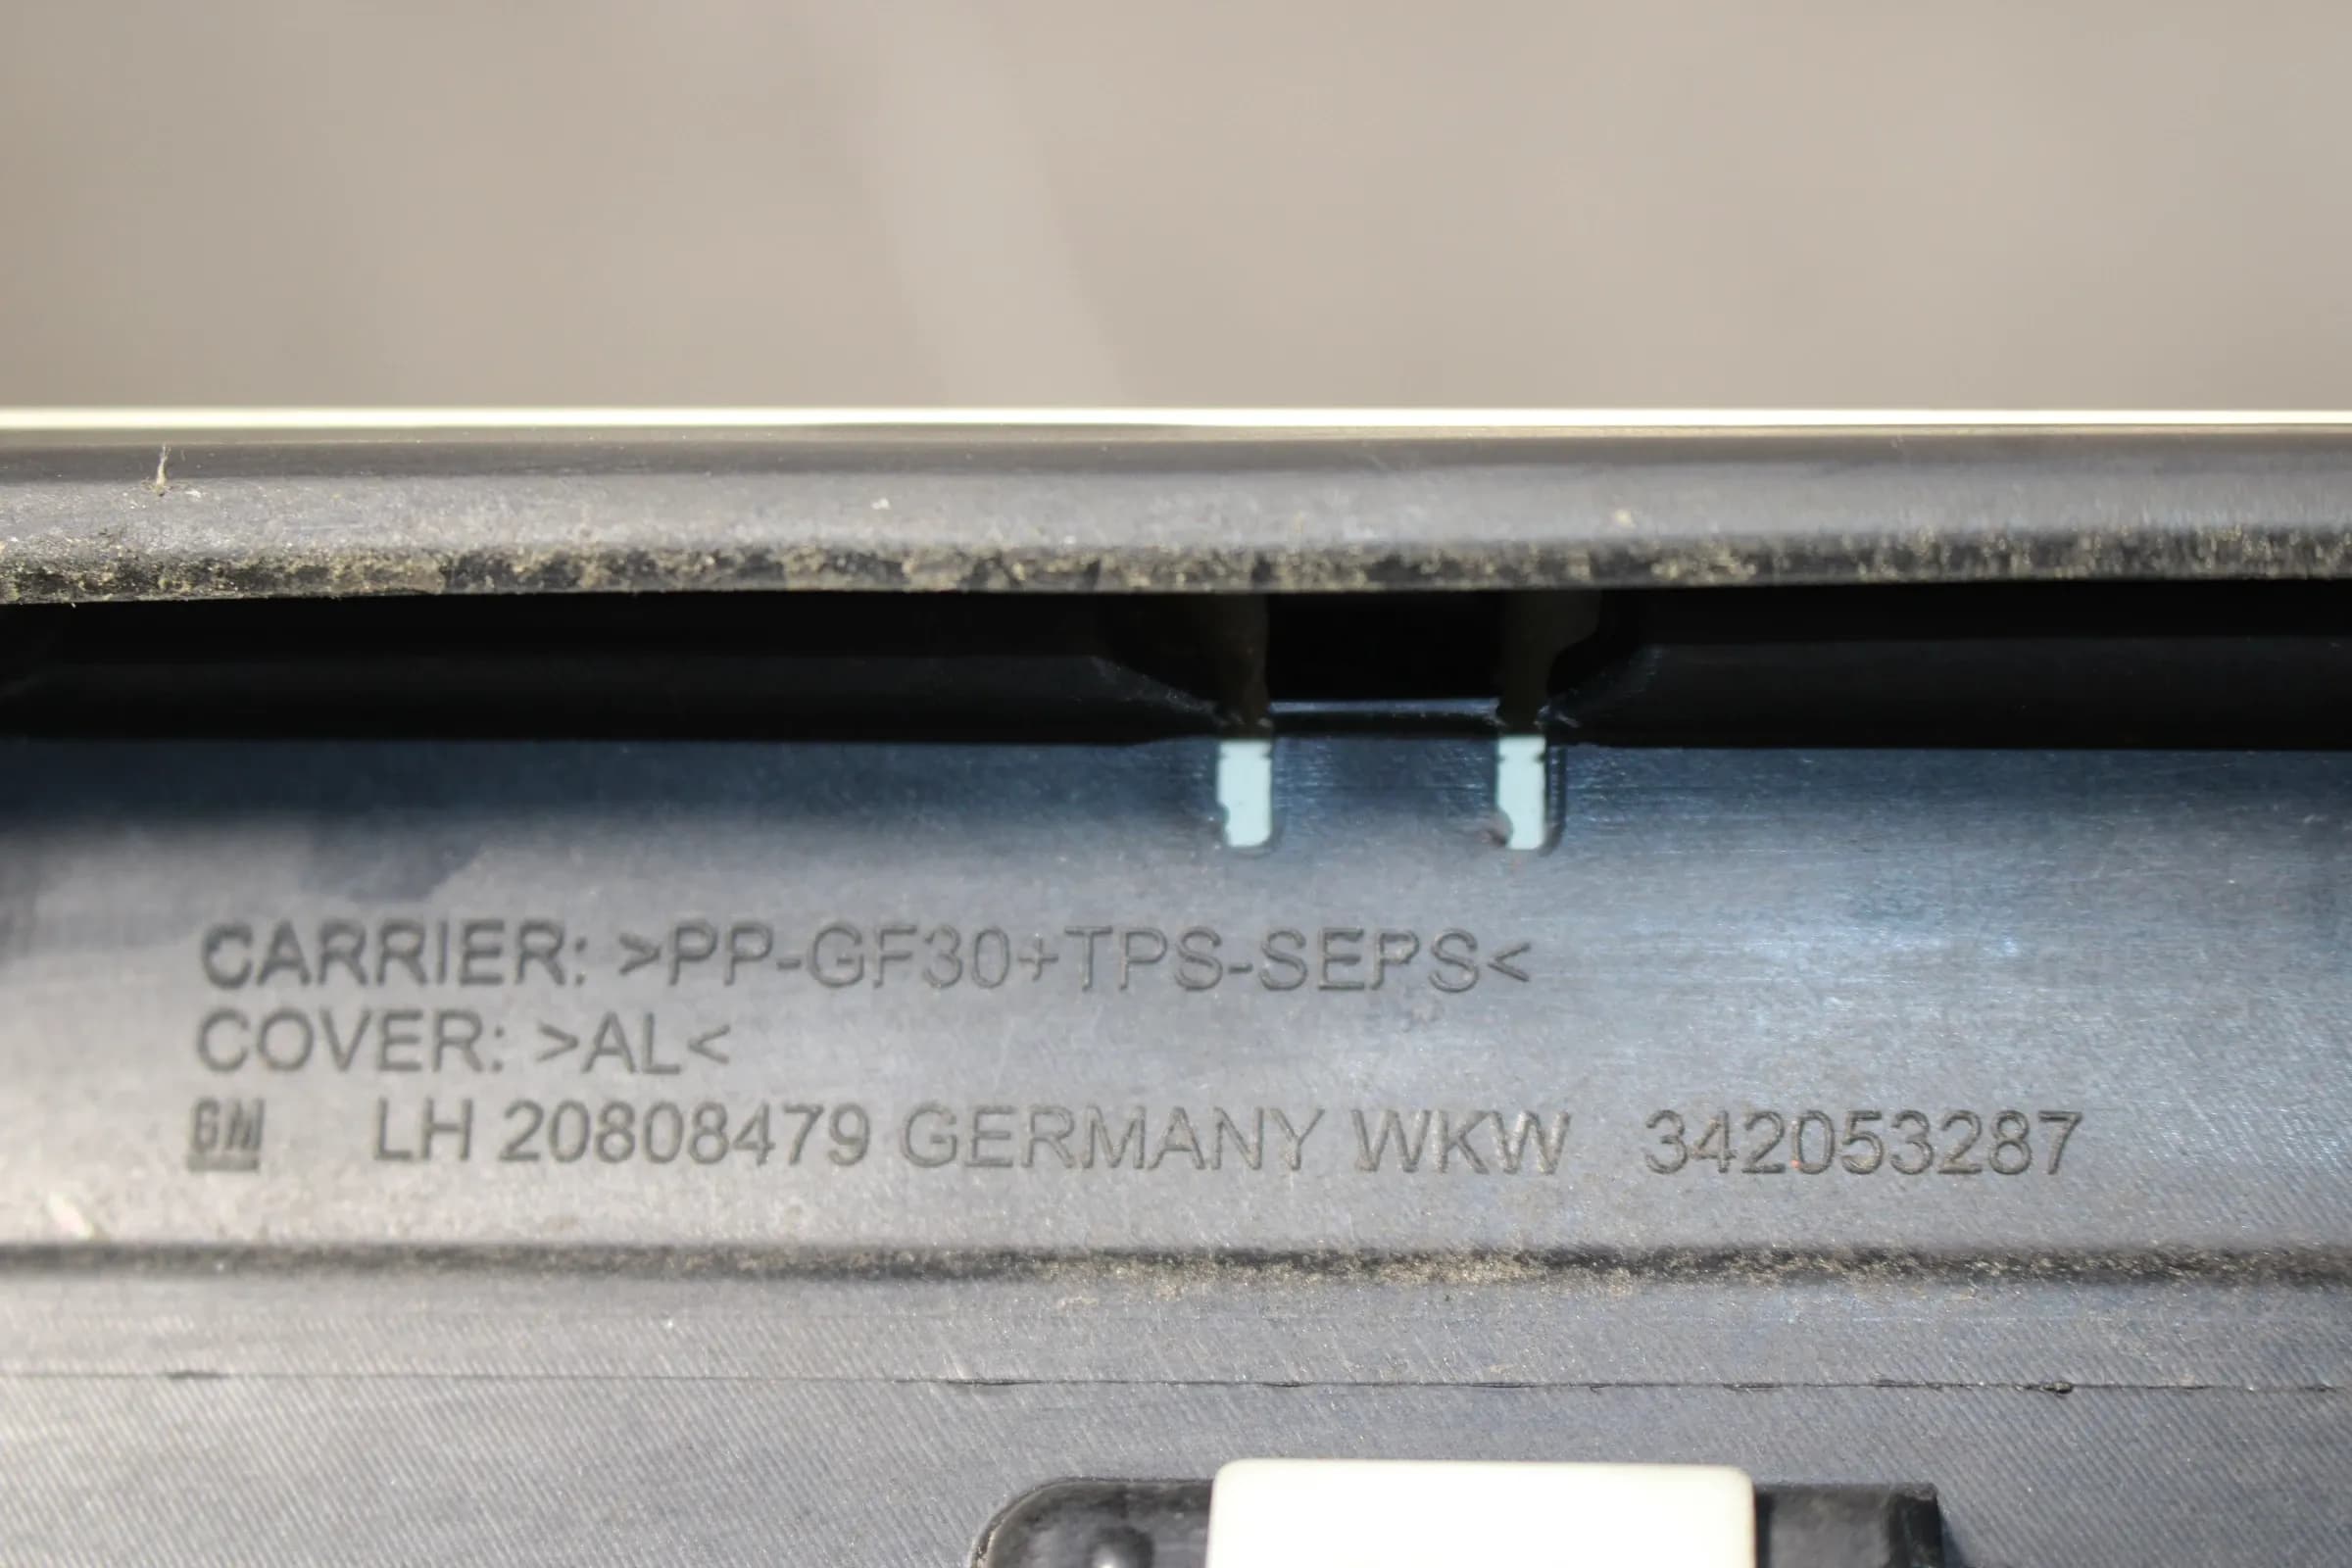 CARRIER: >PP-GF30+TPS-SEPS<
COVER: >AL<
GM LH 20808479 GERMANY WKW 342053287